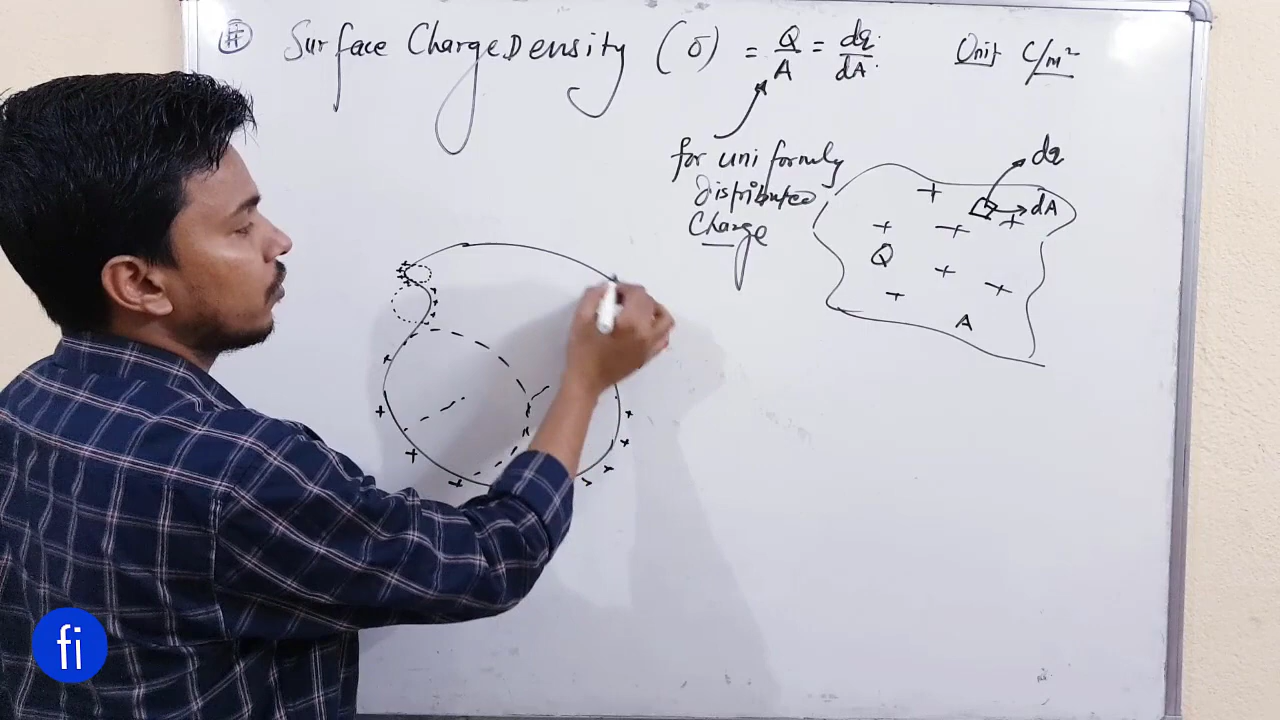 # Surface Charge Density (σ) = Q/A = dq/dA Unit C/m²
for uniformly
distributed
Charge
dq
dA
Q
A
fi